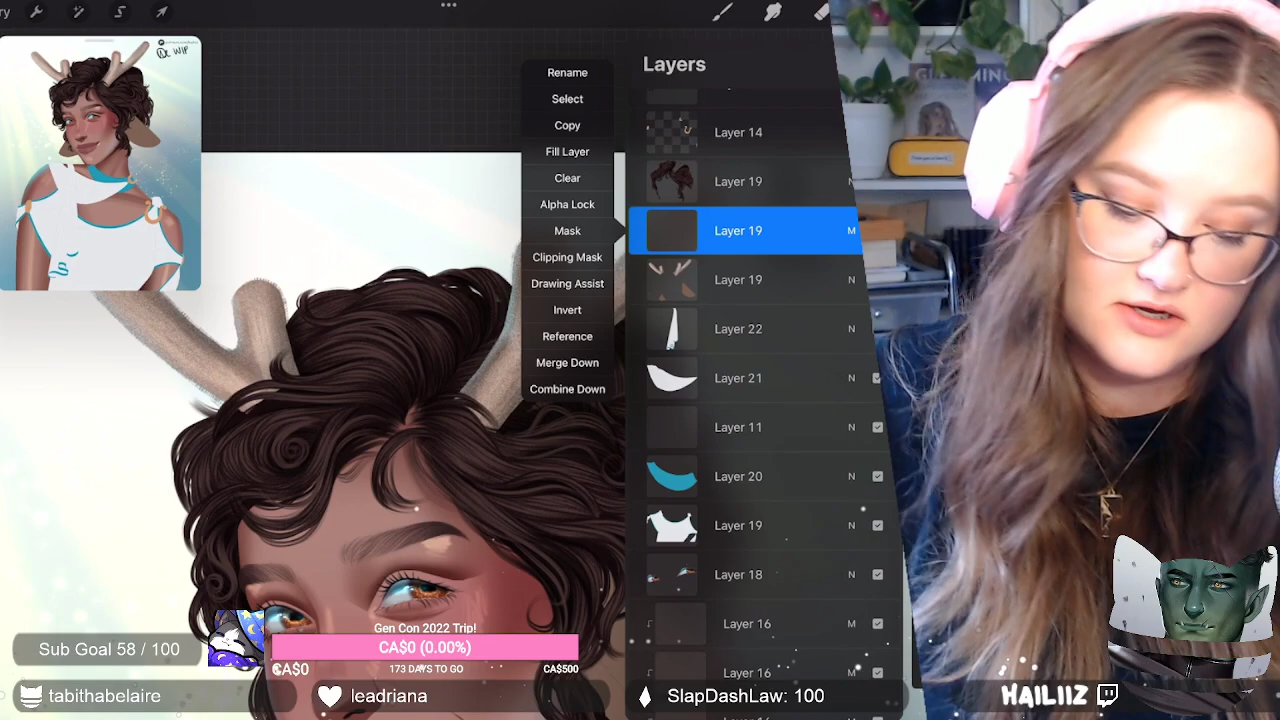 ry
WIP
Layers
Rename
Select
Copy
Fill Layer
Clear
Alpha Lock
Mask
Clipping Mask
Drawing Assist
Invert
Reference
Merge Down
Combine Down
Layer 14
Layer 19
N
Layer 19
M
Layer 19
N
Layer 22
N
Layer 21
N
Layer 11
N
Layer 20
N
Layer 19
N
Layer 18
N
Layer 16
M
Layer 16
M
Sub Goal 58 / 100
Gen Con 2022 Trip!
CA$0 (0.00%)
CA$0
173 DAYS TO GO
CA$500
tabithabelaire
leadriana
SlapDashLaw: 100
HAILIIZ